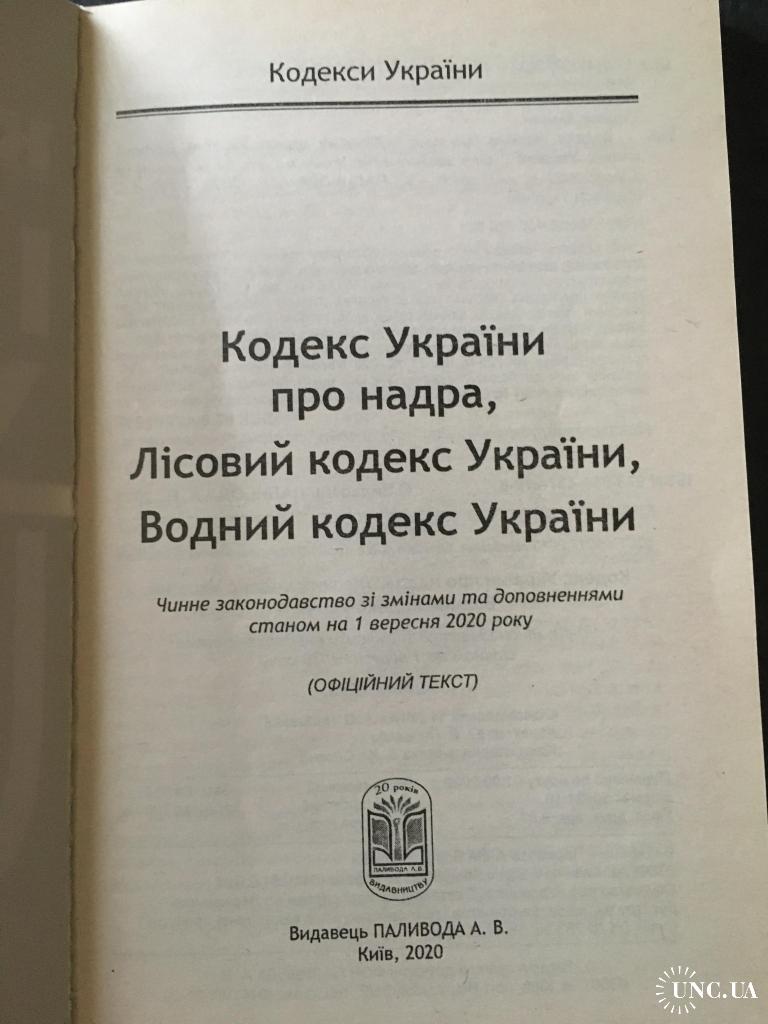 Кодекси України
Кодекс України
про надра,
Лісовий кодекс України,
Водний кодекс України
Чинне законодавство зі змінами та доповненнями
станом на 1 вересня 2020 року
(ОФІЦІЙНИЙ ТЕКСТ)
20 років
ПАЛИВОДА А.В.
ВИДАВНИЦТВУ
Видавець ПАЛИВОДА А. В.
Київ, 2020
UNC.UA